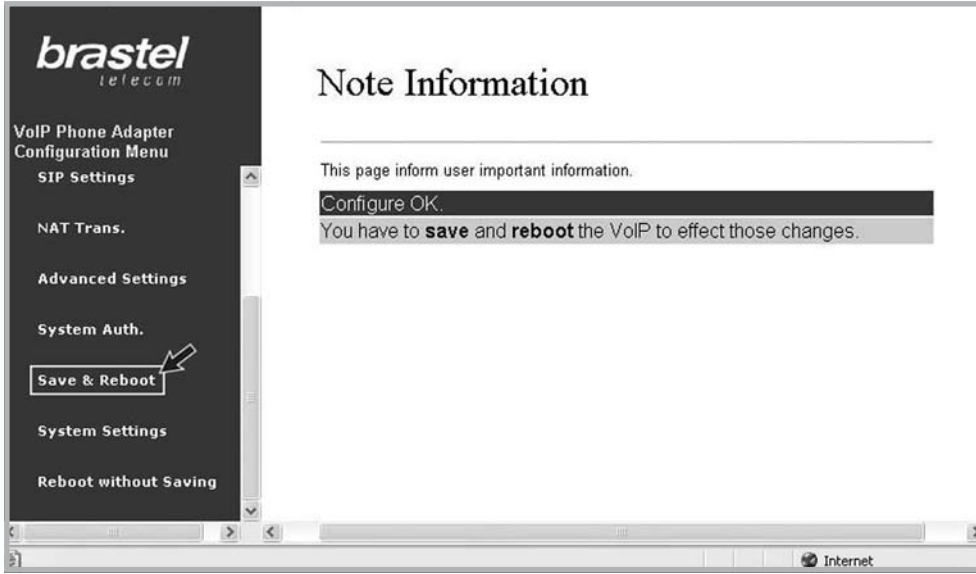 brastel
telecom
VoIP Phone Adapter
Configuration Menu
SIP Settings
NAT Trans.
Advanced Settings
System Auth.
Save & Reboot
System Settings
Reboot without Saving
Note Information
This page inform user important information.
Configure OK.
You have to save and reboot the VoIP to effect those changes.
Internet